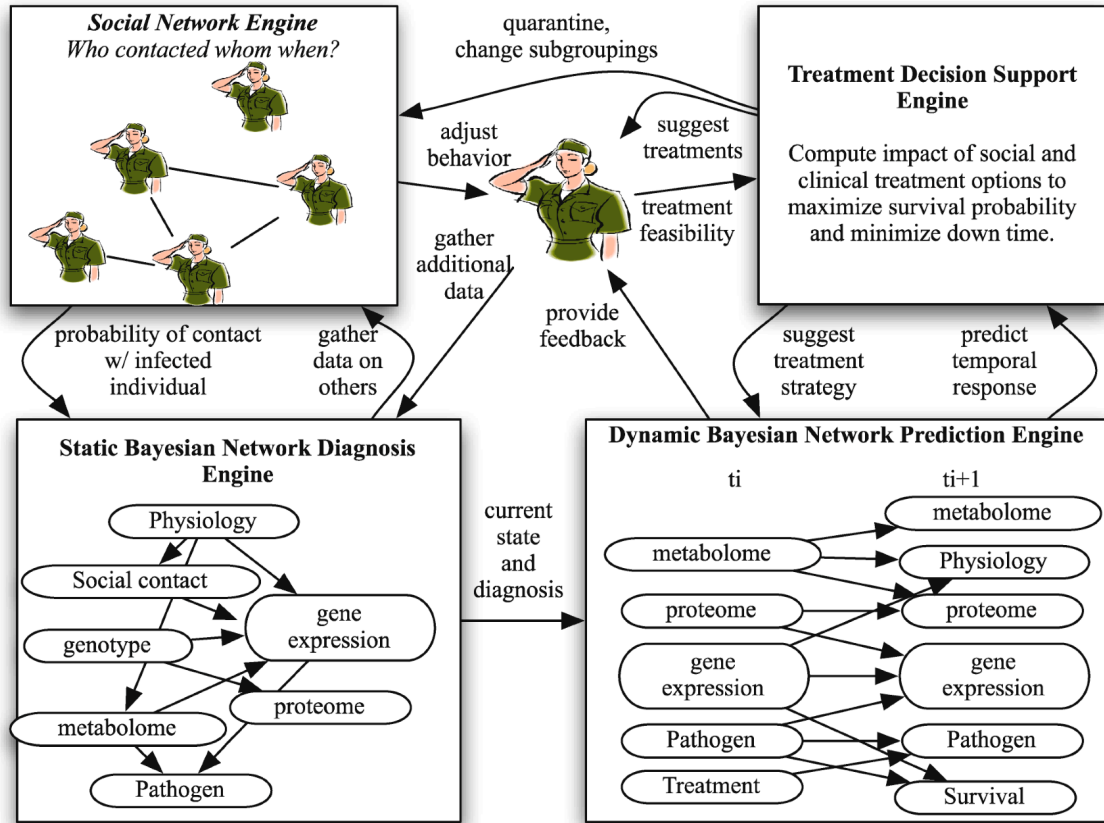 Social Network Engine
Who contacted whom when?
quarantine,
change subgroupings
Treatment Decision Support
Engine
Compute impact of social and
clinical treatment options to
maximize survival probability
and minimize down time.
adjust
behavior
suggest
treatments
treatment
feasibility
gather
additional
data
provide
feedback
probability of contact
w/ infected
individual
gather
data on
others
suggest
treatment
strategy
predict
temporal
response
Static Bayesian Network Diagnosis
Engine
Physiology
Social contact
gene
expression
genotype
proteome
metabolome
Pathogen
current
state
and
diagnosis
Dynamic Bayesian Network Prediction Engine
ti
ti+1
metabolome
metabolome
Physiology
proteome
proteome
gene
expression
gene
expression
Pathogen
Pathogen
Treatment
Survival